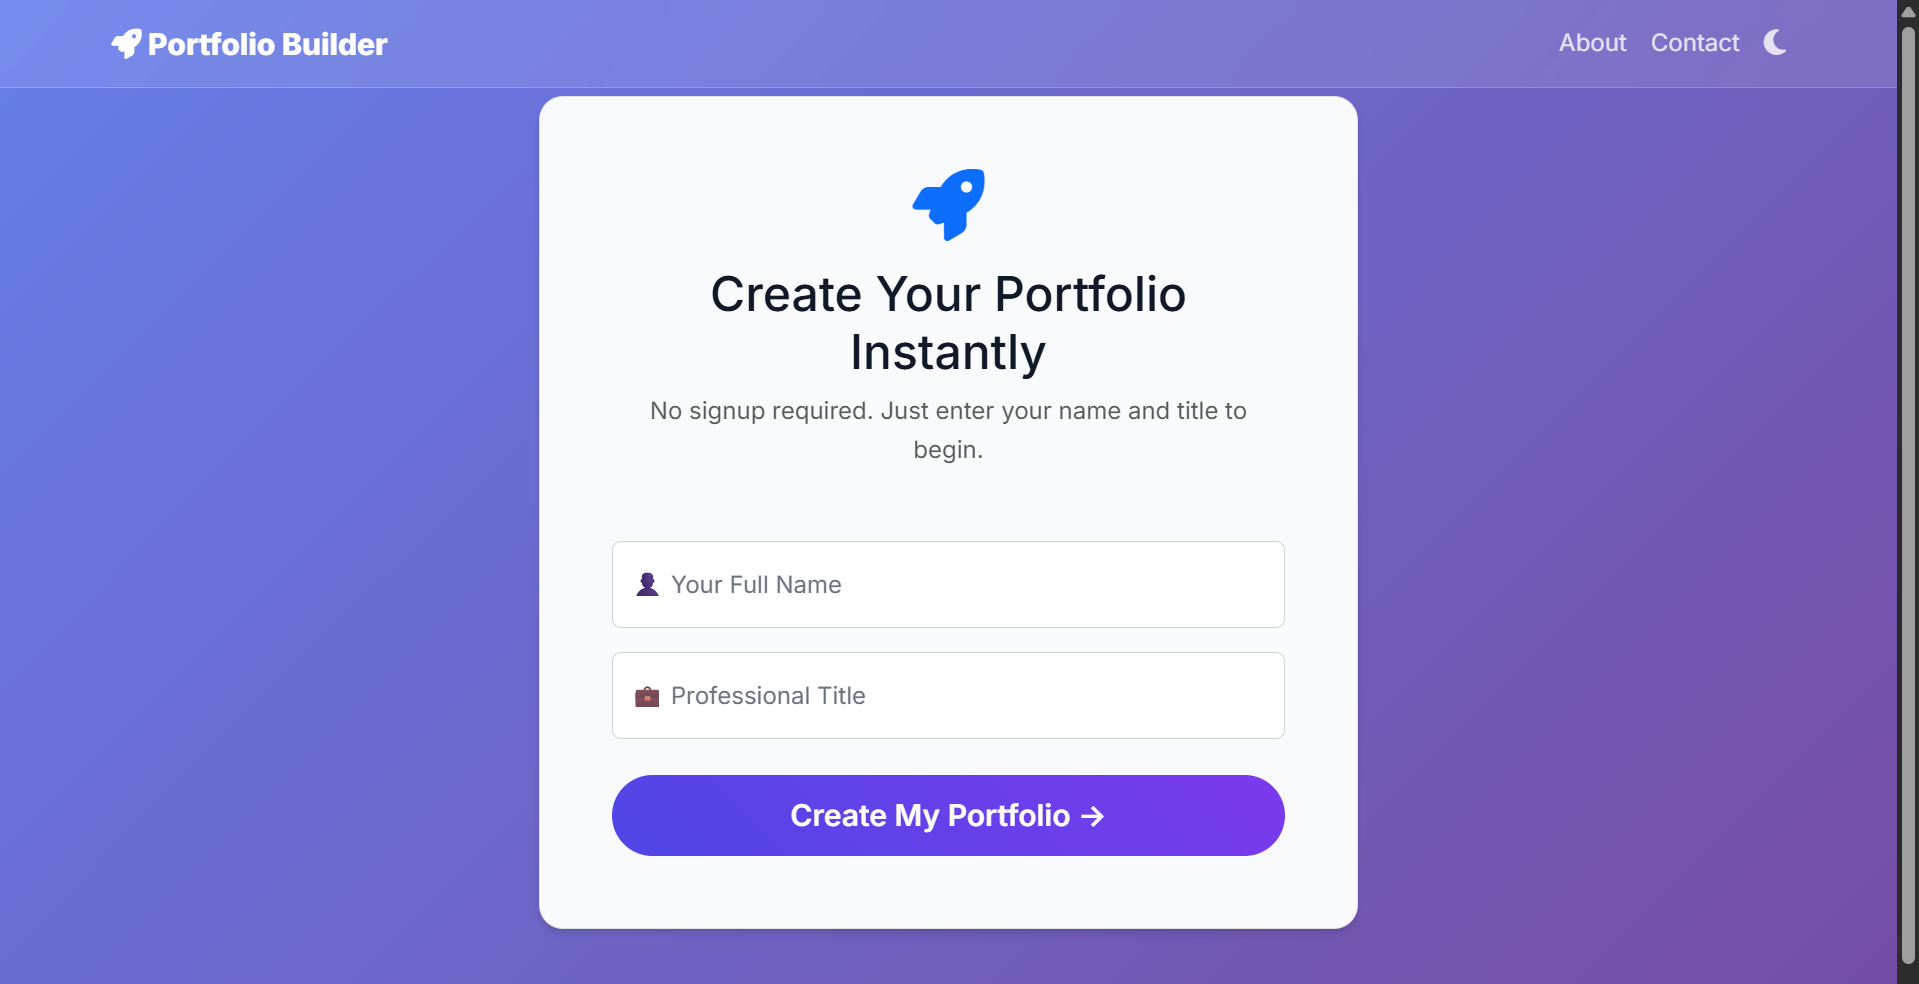 Portfolio Builder
About
Contact
Create Your Portfolio
Instantly
No signup required. Just enter your name and title to
begin.
Your Full Name
Professional Title
Create My Portfolio →